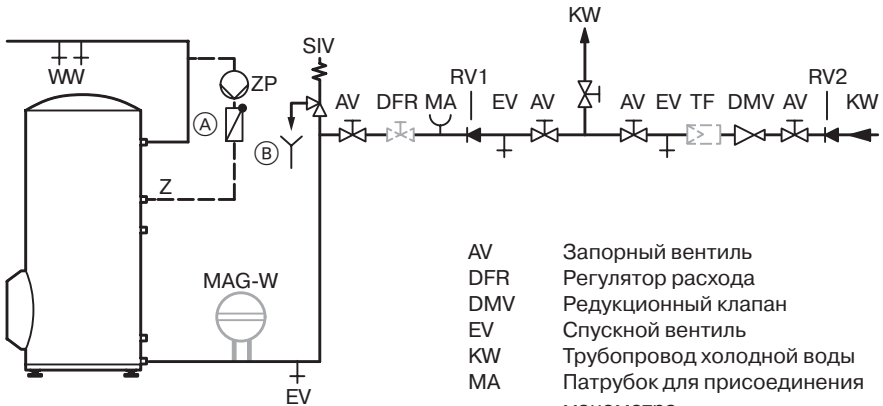 KW
SIV
WW
ZP
RV1
RV2
AV DFR MA EV AV AV EV TF DMV AV KW
A
B
Z
MAG-W
EV
AV Запорный вентиль
DFR Регулятор расхода
DMV Редукционный клапан
EV Спускной вентиль
KW Трубопровод холодной воды
MA Патрубок для присоединения